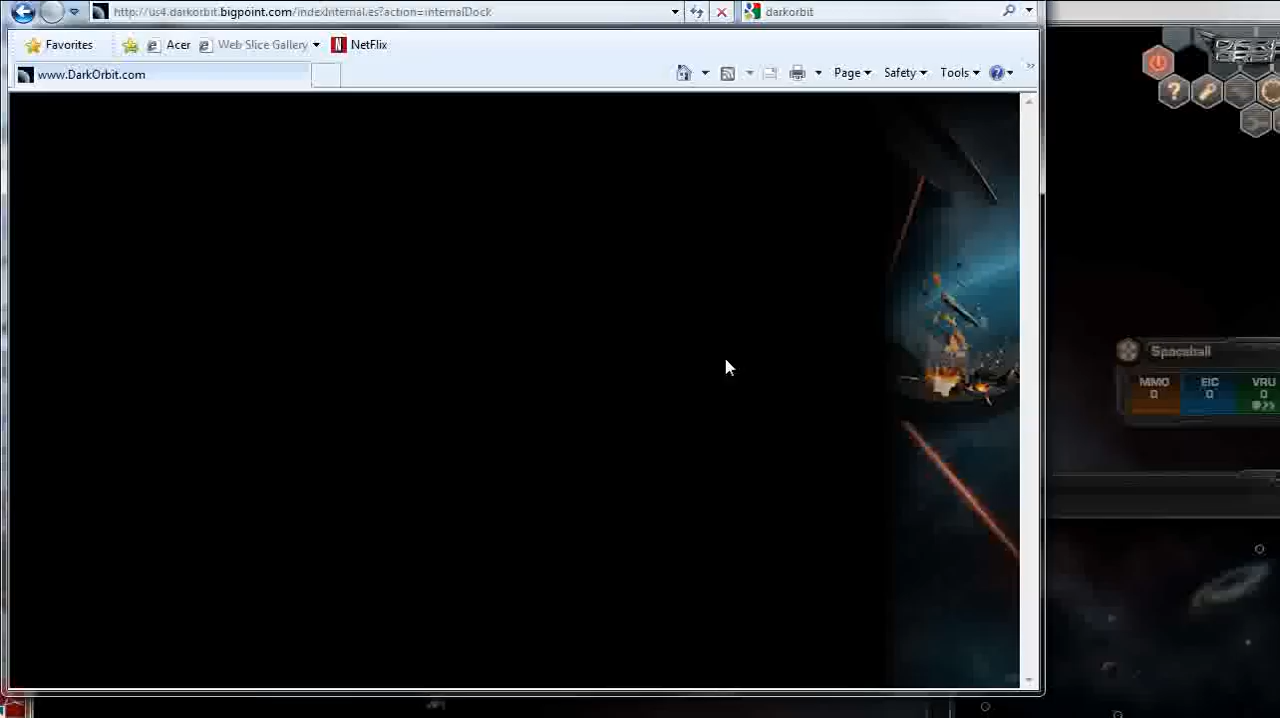 http://us4.darkorbit.bigpoint.com/indexInternal.es?action=internalDock
darkorbit
Favorites
Acer
Web Slice Gallery
NetFlix
www.DarkOrbit.com
Page
Safety
Tools
Spaceball
MMO EIC VRU
0 0 0